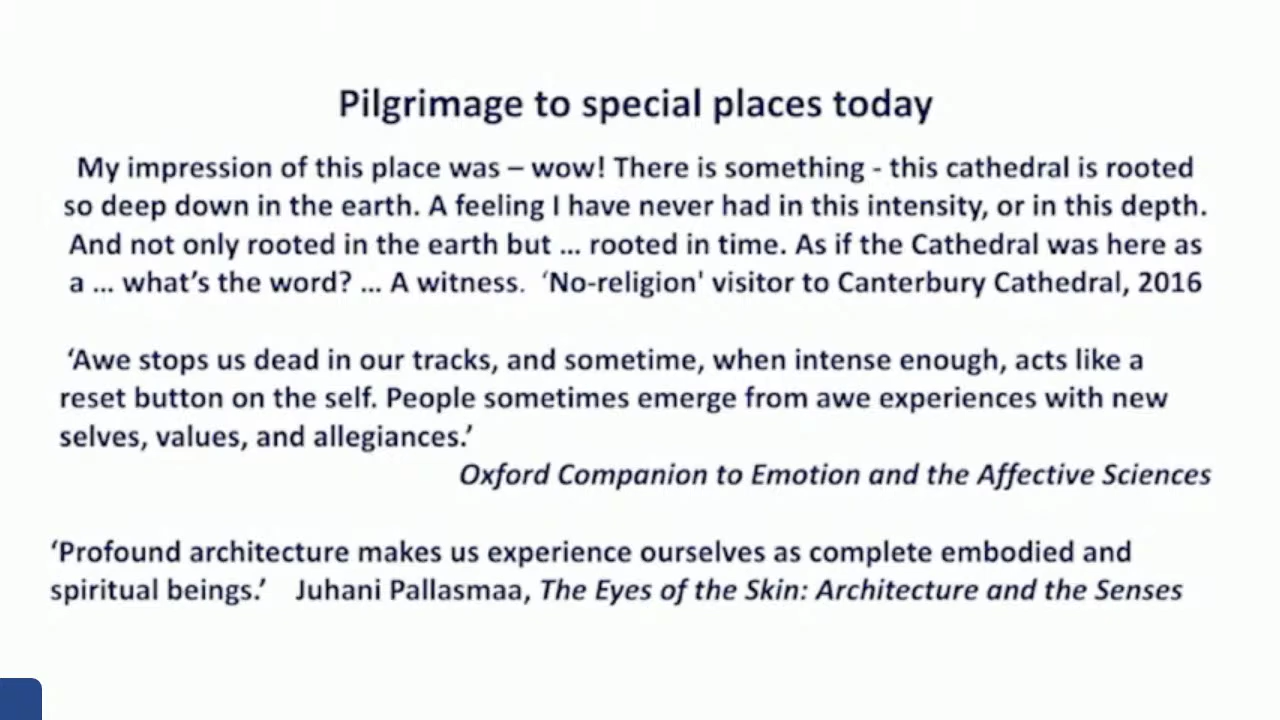 Pilgrimage to special places today
My impression of this place was – wow! There is something - this cathedral is rooted
so deep down in the earth. A feeling I have never had in this intensity, or in this depth.
And not only rooted in the earth but ... rooted in time. As if the Cathedral was here as
a ... what’s the word? ... A witness. ‘No-religion' visitor to Canterbury Cathedral, 2016
‘Awe stops us dead in our tracks, and sometime, when intense enough, acts like a
reset button on the self. People sometimes emerge from awe experiences with new
selves, values, and allegiances.’
Oxford Companion to Emotion and the Affective Sciences
‘Profound architecture makes us experience ourselves as complete embodied and
spiritual beings.’ Juhani Pallasmaa, The Eyes of the Skin: Architecture and the Senses